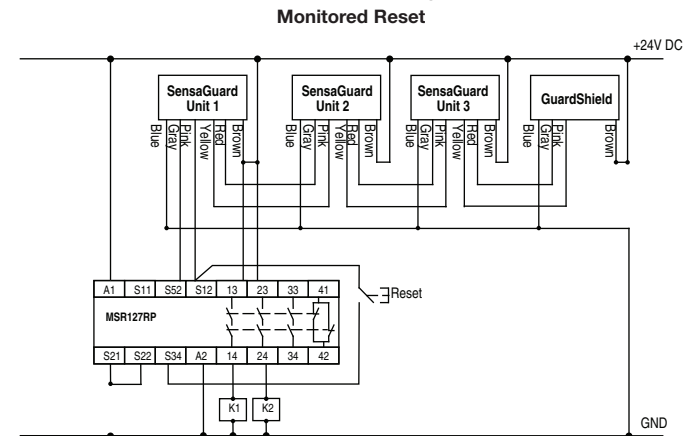 Monitored Reset
+24V DC
SensaGuard
Unit 1
SensaGuard
Unit 2
SensaGuard
Unit 3
GuardShield
Blue
Gray
Pink
Yellow
Red
Brown
Blue
Gray
Pink
Yellow
Red
Brown
Blue
Gray
Pink
Yellow
Red
Brown
Blue
Gray
Pink
Brown
A1 S11 S52 S12 13 23 33 41
Reset
MSR127RP
S21 S22 S34 A2 14 24 34 42
K1 K2
GND